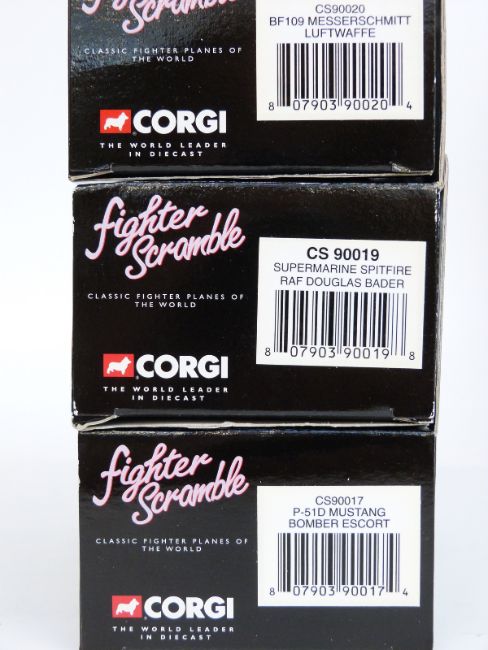 fighter
Scramble
CLASSIC FIGHTER PLANES OF
THE WORLD
CORGI
THE WORLD LEADER
IN DIECAST
CS90020
BF109 MESSERSCHMITT
LUFTWAFFE
8 07903 90020 4
fighter
Scramble
CLASSIC FIGHTER PLANES OF
THE WORLD
CORGI
THE WORLD LEADER
IN DIECAST
CS 90019
SUPERMARINE SPITFIRE
RAF DOUGLAS BADER
8 07903 90019 8
fighter
Scramble
CLASSIC FIGHTER PLANES OF
THE WORLD
CORGI
THE WORLD LEADER
IN DIECAST
CS90017
P-51D MUSTANG
BOMBER ESCORT
8 07903 90017 4